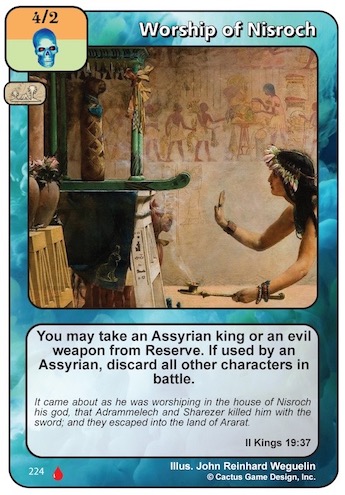 4/2
Worship of Nisroch
You may take an Assyrian king or an evil
weapon from Reserve. If used by an
Assyrian, discard all other characters in
battle.
It came about as he was worshiping in the house of Nisroch
his god, that Adrammelech and Sharezer killed him with the
sword; and they escaped into the land of Ararat.
II Kings 19:37
Illus. John Reinhard Weguelin
224
© Cactus Game Design, Inc.